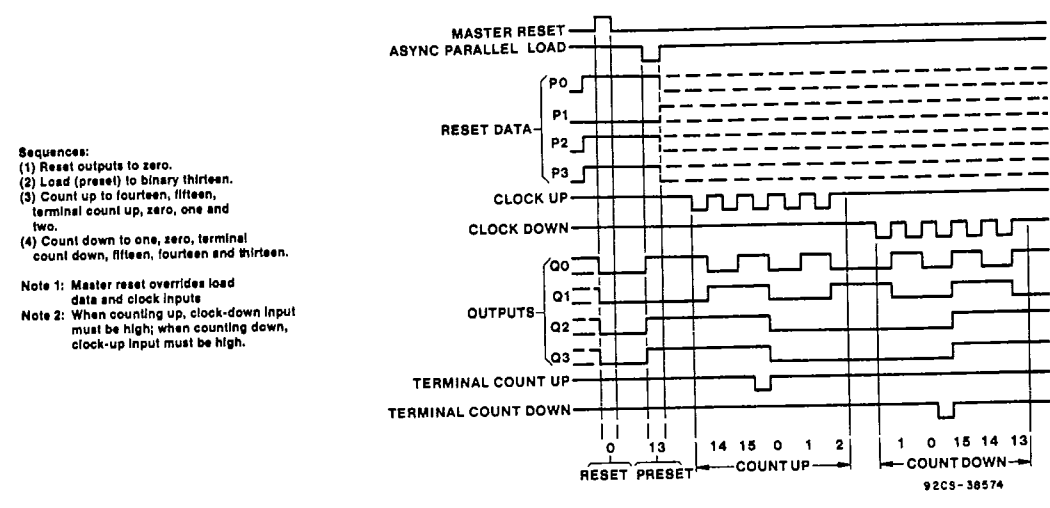 Sequences:
(1) Reset outputs to zero.
(2) Load (preset) to binary thirteen.
(3) Count up to fourteen, fifteen,
terminal count up, zero, one and
two.
(4) Count down to one, zero, terminal
count down, fifteen, fourteen and thirteen.
Note 1: Master reset overrides load
data and clock inputs
Note 2: When counting up, clock-down input
must be high; when counting down,
clock-up input must be high.
MASTER RESET
ASYNC PARALLEL LOAD
RESET DATA
P0
P1
P2
P3
CLOCK UP
CLOCK DOWN
OUTPUTS
Q0
Q1
Q2
Q3
TERMINAL COUNT UP
TERMINAL COUNT DOWN
0 13 14 15 0 1 2 1 0 15 14 13
RESET PRESET COUNT UP COUNT DOWN
92CS-38574